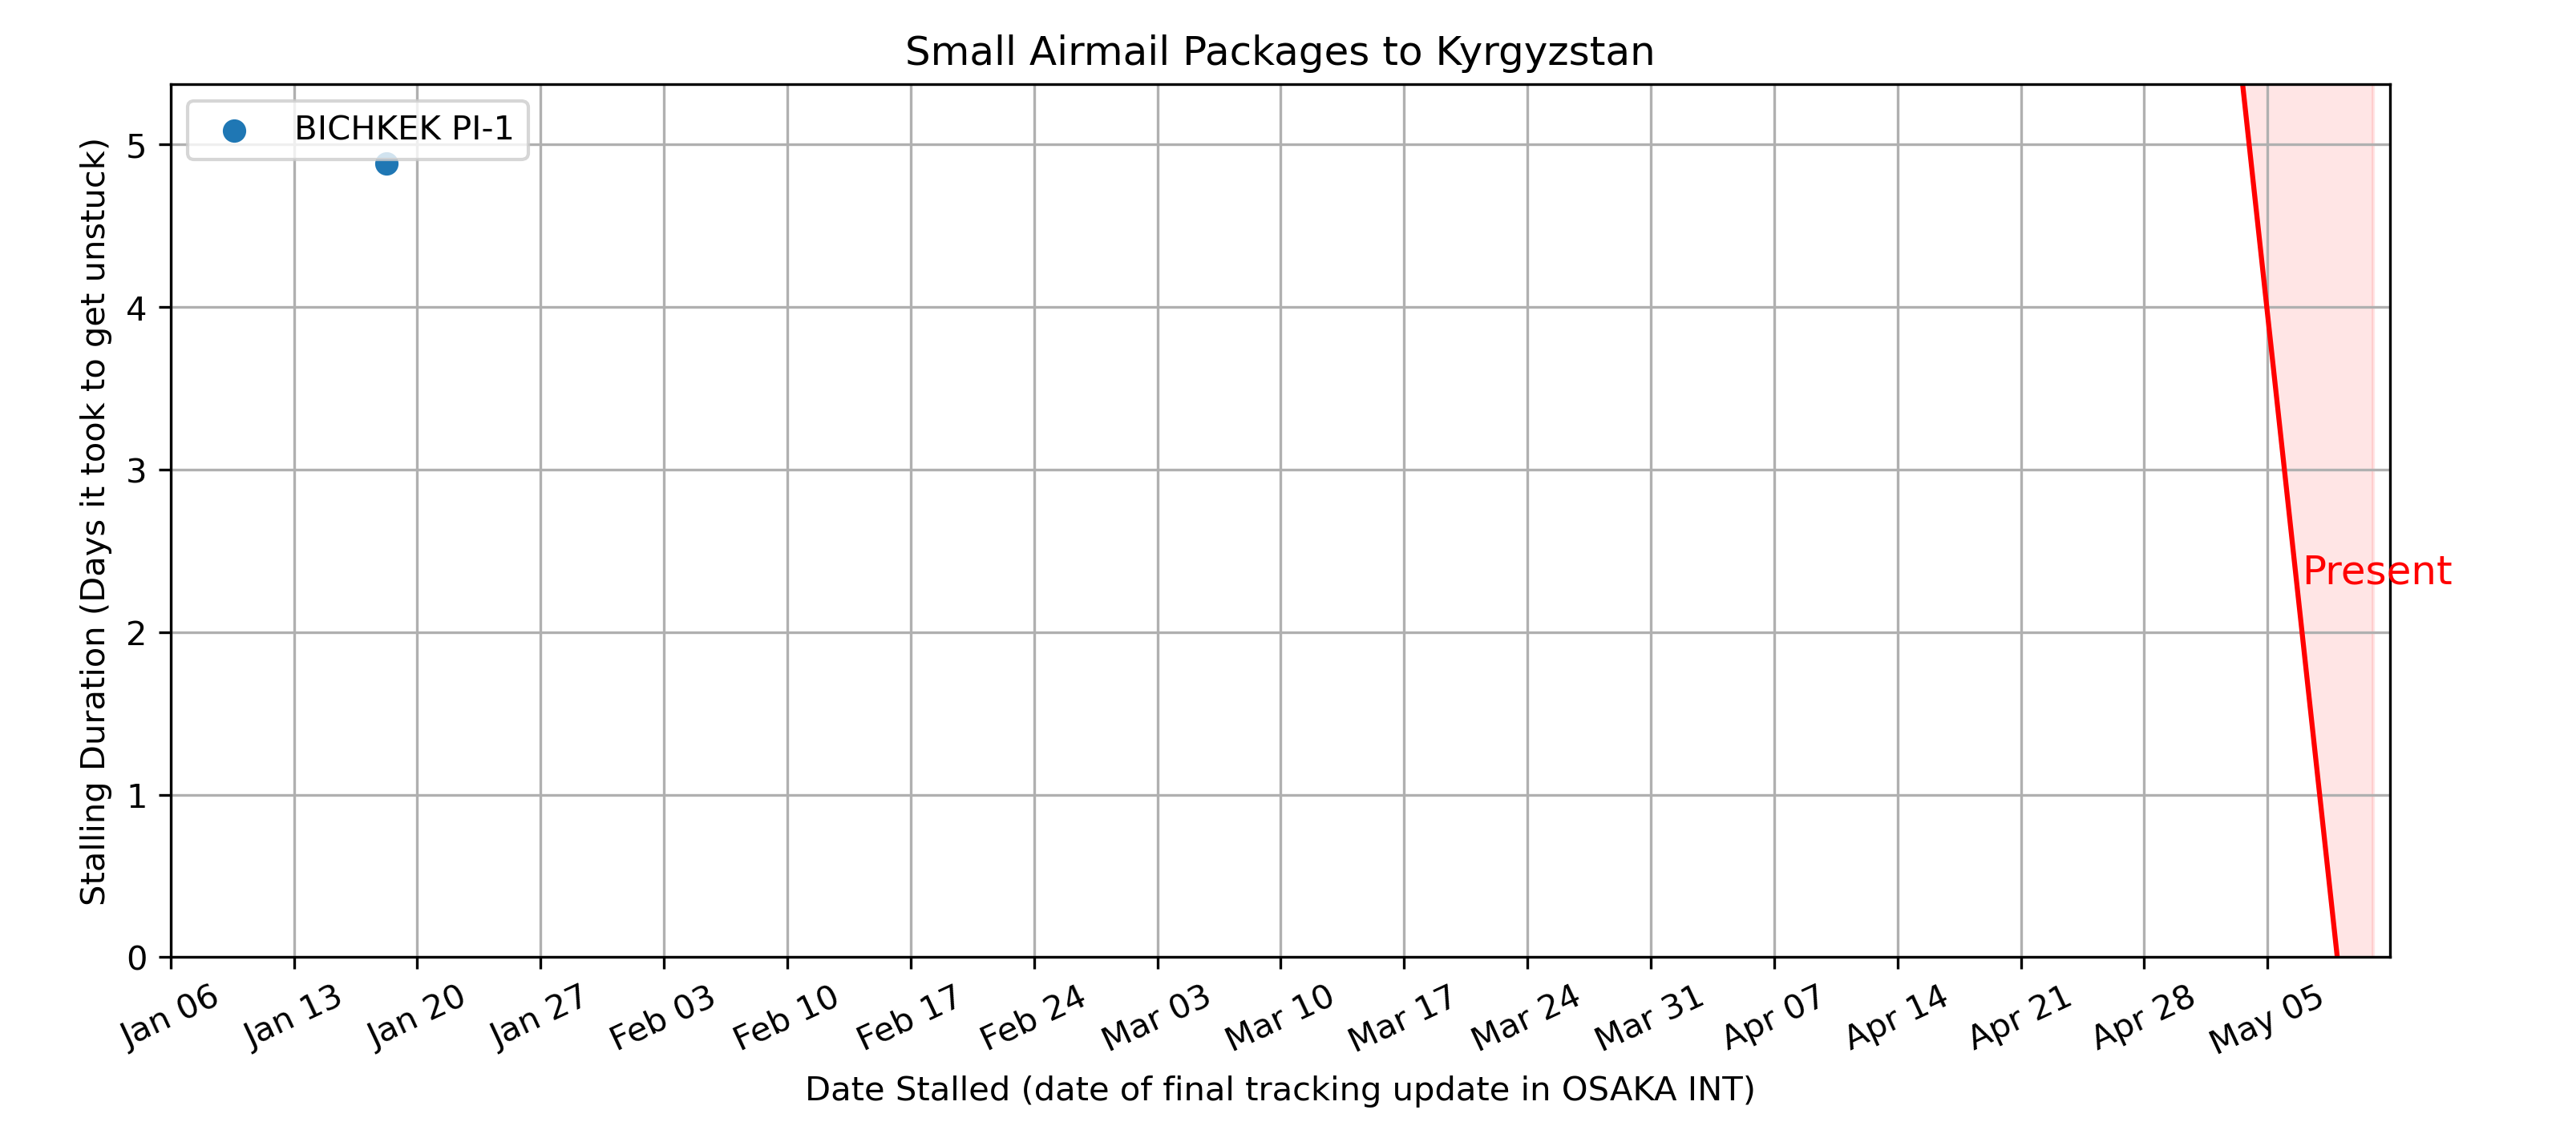 Small Airmail Packages to Kyrgyzstan
BICHKEK PI-1
Stalling Duration (Days it took to get unstuck)
5
4
3
2
1
0
Present
Jan 06
Jan 13
Jan 20
Jan 27
Feb 03
Feb 10
Feb 17
Feb 24
Mar 03
Mar 10
Mar 17
Mar 24
Mar 31
Apr 07
Apr 14
Apr 21
Apr 28
May 05
Date Stalled (date of final tracking update in OSAKA INT)